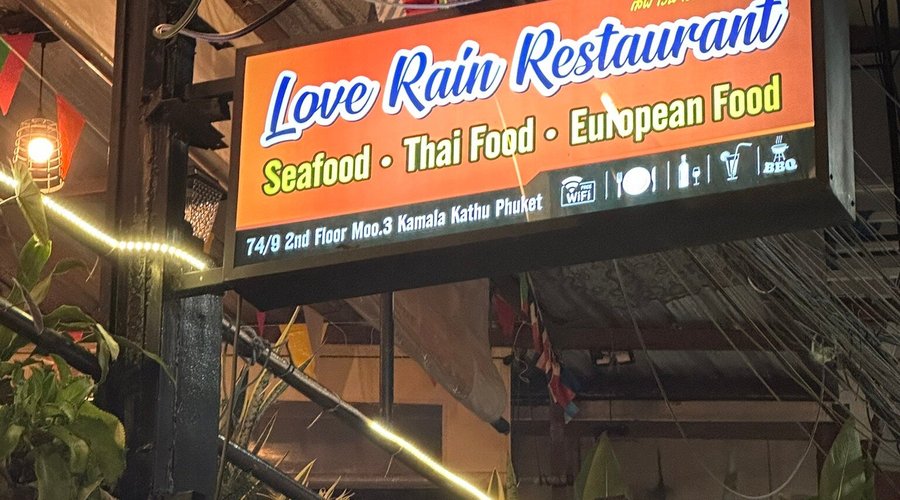 Love Rain Restaurant
Seafood • Thai Food • European Food
74/9 2nd Floor Moo.3 Kamala Kathu Phuket
FREE
WiFi
BBQ